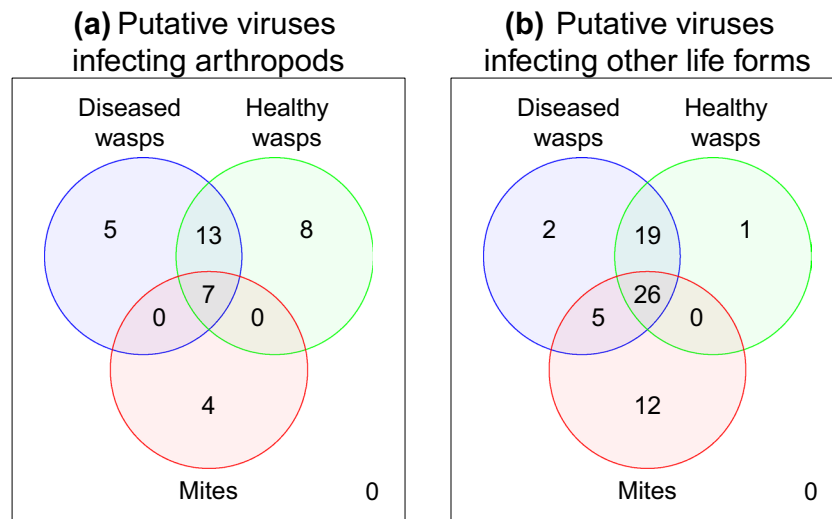 (a) Putative viruses
infecting arthropods
Diseased
wasps
Healthy
wasps
5
13
8
7
0
0
4
Mites
0
(b) Putative viruses
infecting other life forms
Diseased
wasps
Healthy
wasps
2
19
1
26
5
0
12
Mites
0